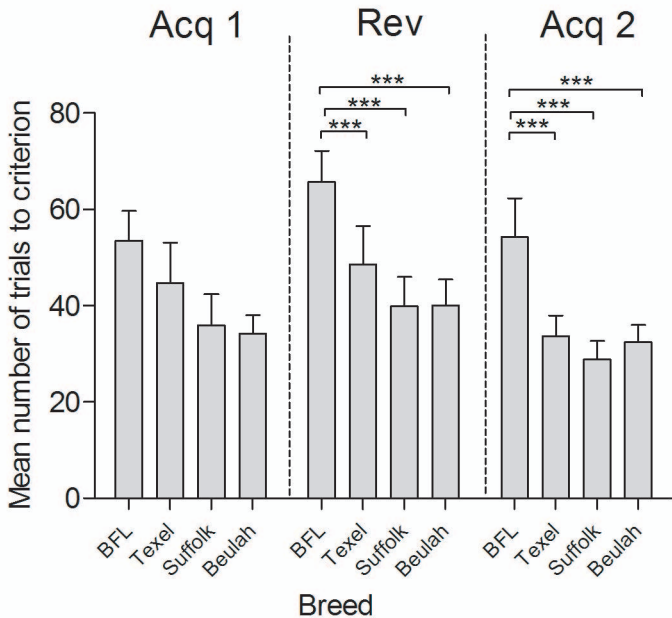 Acq 1 Rev Acq 2
*** ***
*** ***
*** ***
80
60
40
20
0
Mean number of trials to criterion
BFL Texel Suffolk Beulah BFL Texel Suffolk Beulah BFL Texel Suffolk Beulah
Breed